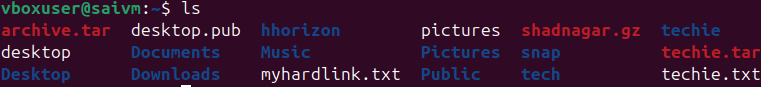 vboxuser@saivm:~$ ls
archive.tar desktop.pub hhorizon pictures shadnagar.gz techie
desktop Documents Music Pictures snap techie.tar
Desktop Downloads myhardlink.txt Public tech techie.txt